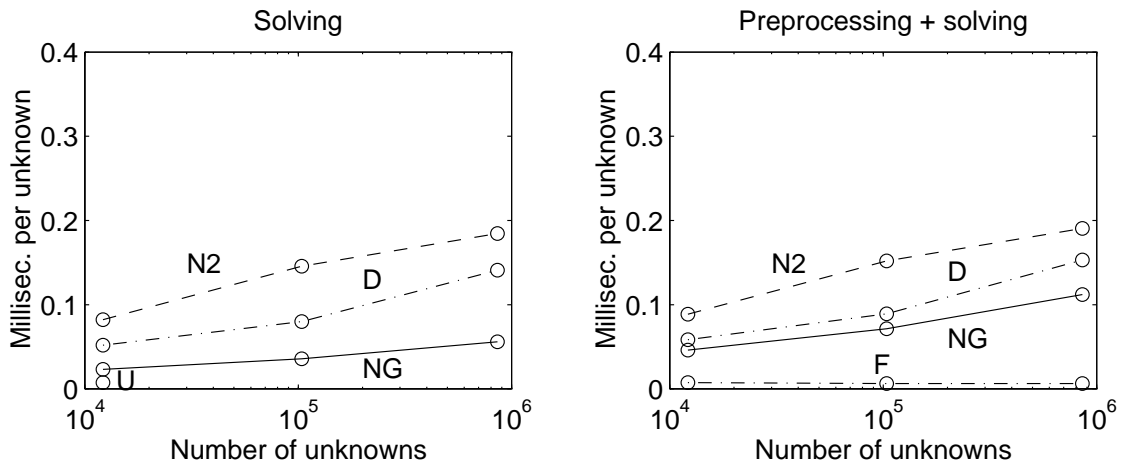 Solving
Millisec. per unknown
0.4
0.3
0.2
0.1
0
N2
D
NG
U
10^4
10^5
10^6
Number of unknowns
Preprocessing + solving
Millisec. per unknown
0.4
0.3
0.2
0.1
0
N2
D
NG
F
10^4
10^5
10^6
Number of unknowns